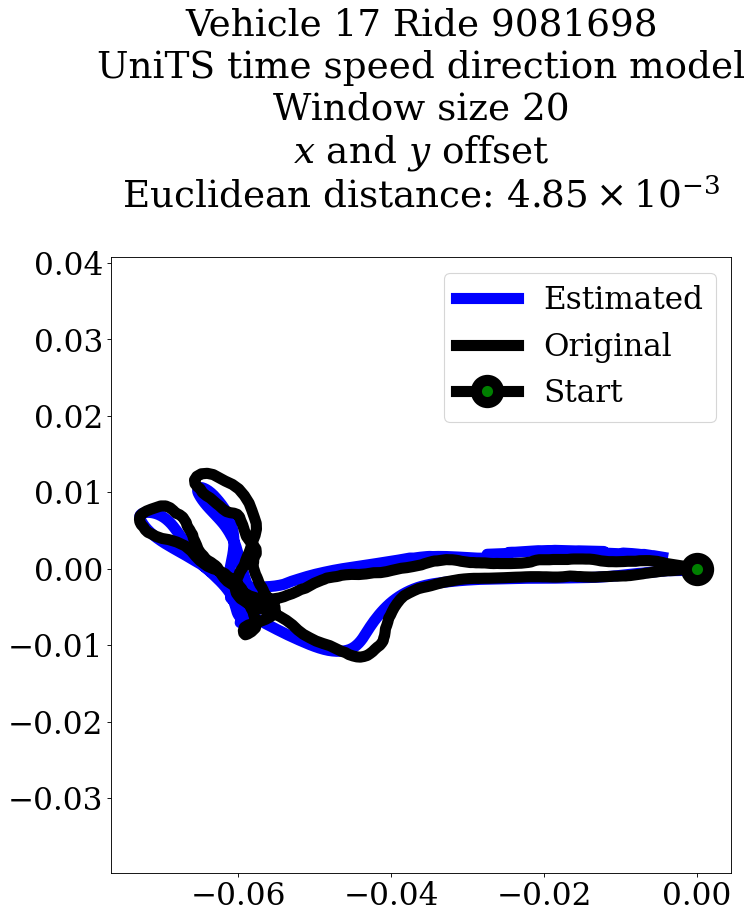 Vehicle 17 Ride 9081698
UniTS time speed direction model
Window size 20
x and y offset
Euclidean distance: 4.85 × 10⁻³
Estimated
Original
Start
0.04
0.03
0.02
0.01
0.00
−0.01
−0.02
−0.03
−0.06 −0.04 −0.02 0.00